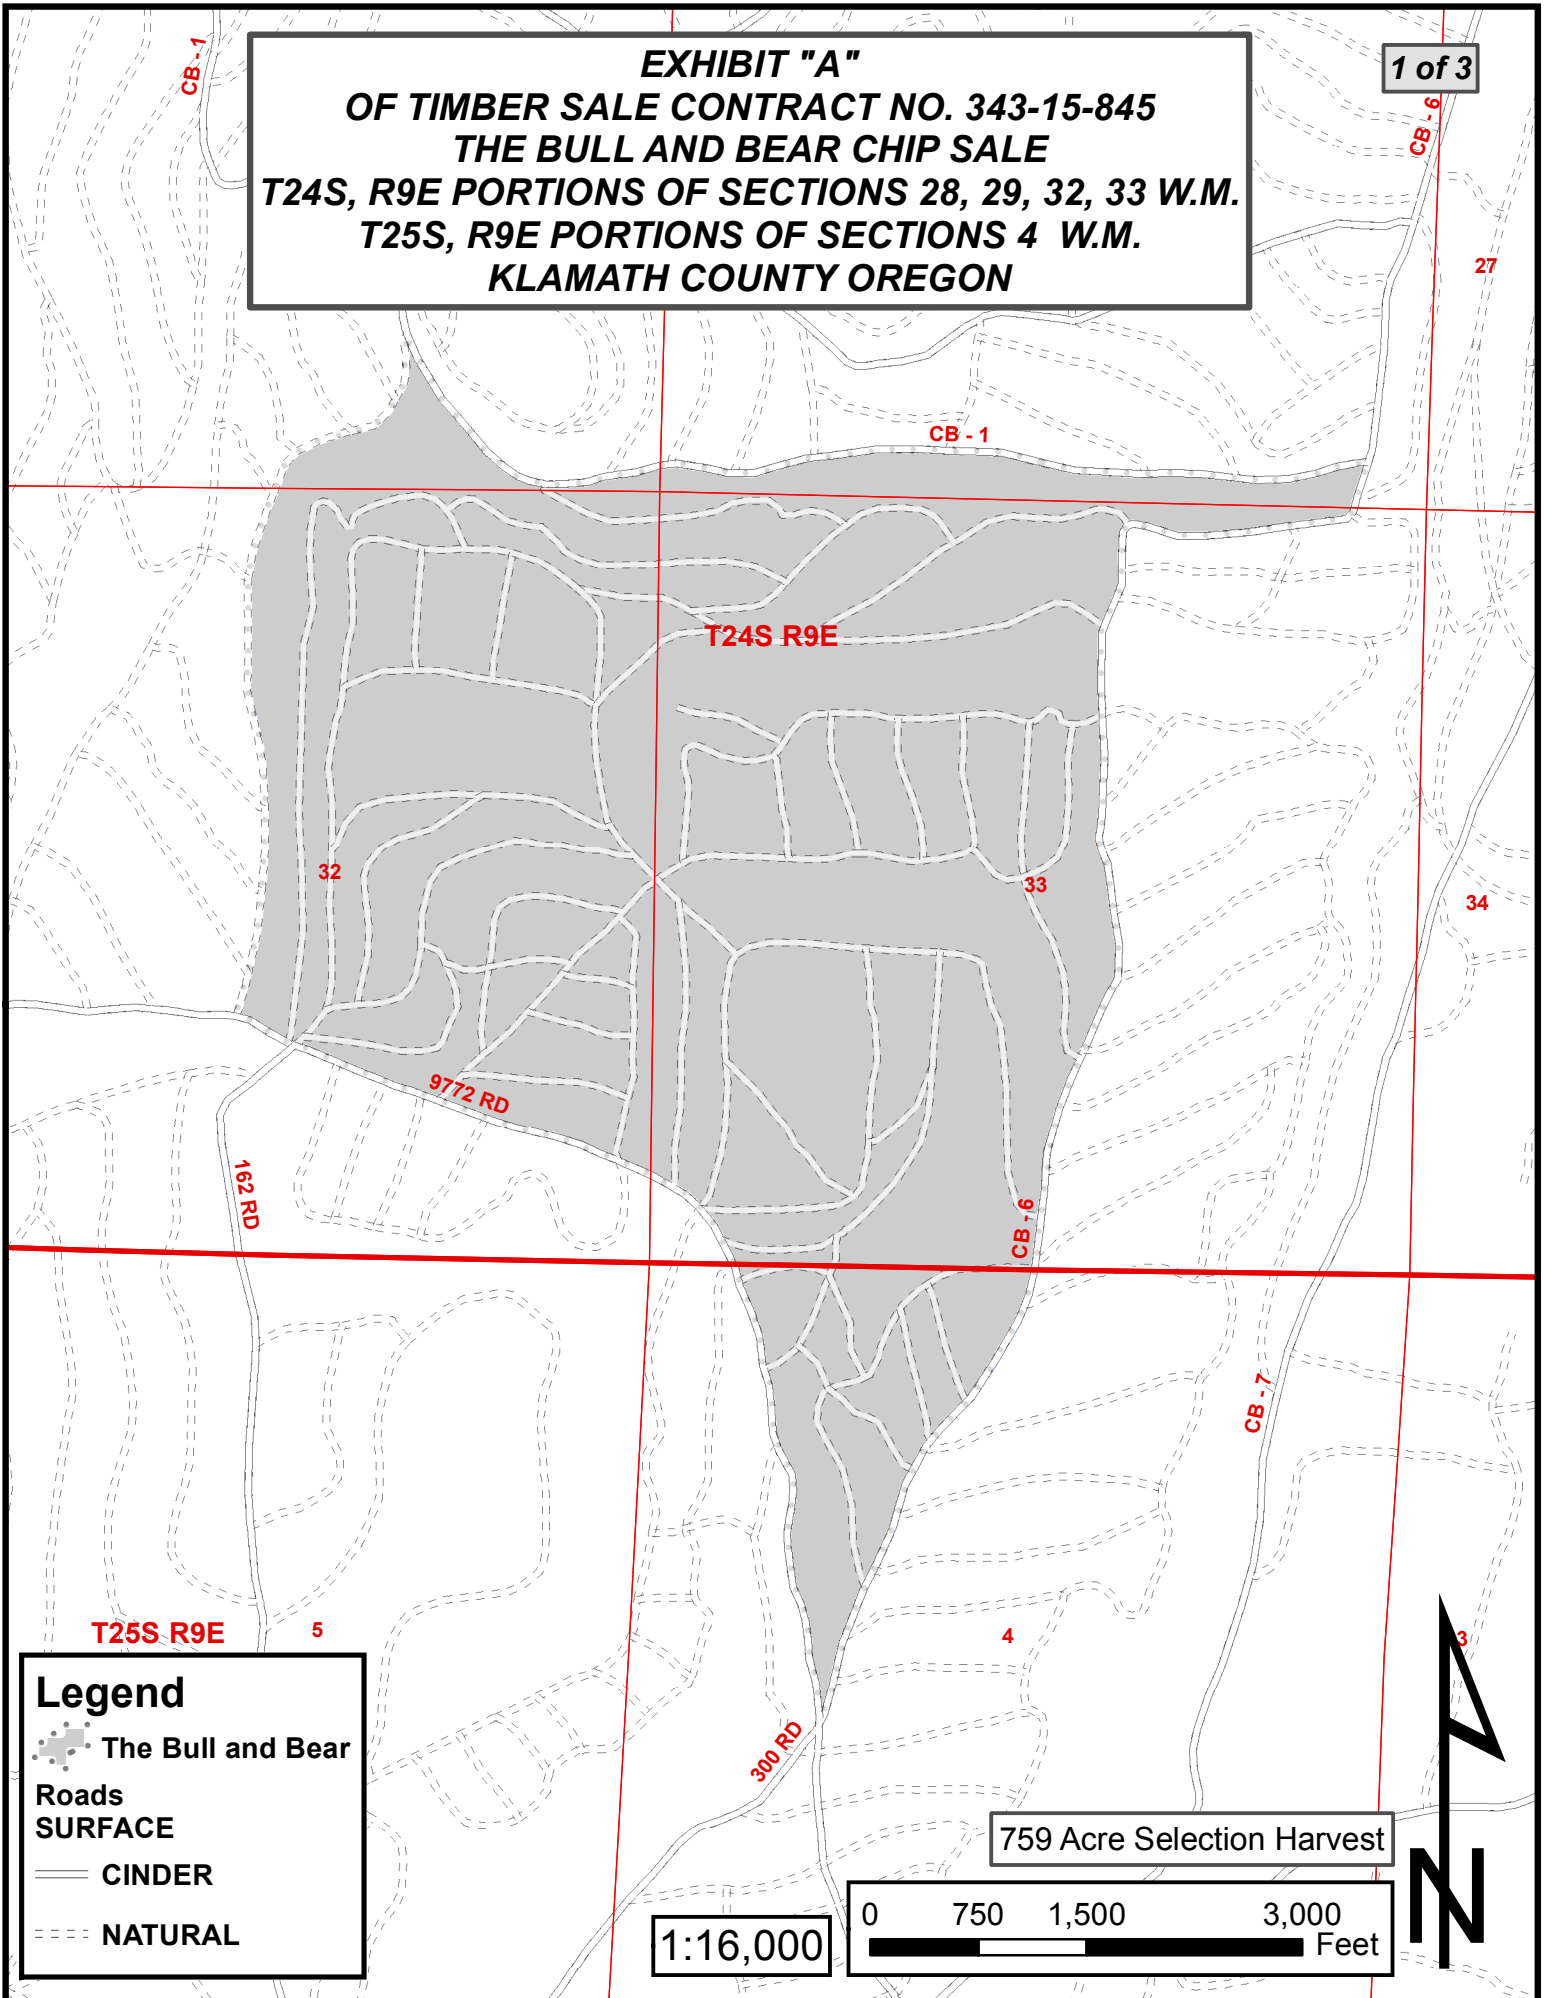 CB - 1
EXHIBIT "A"
OF TIMBER SALE CONTRACT NO. 343-15-845
THE BULL AND BEAR CHIP SALE
T24S, R9E PORTIONS OF SECTIONS 28, 29, 32, 33 W.M.
T25S, R9E PORTIONS OF SECTIONS 4 W.M.
KLAMATH COUNTY OREGON
1 of 3
CB - 6
27
CB - 1
T24S R9E
32
33
34
9772 RD
162 RD
CB - 6
CB - 7
T25S R9E
5
4
3
300 RD
Legend
The Bull and Bear
Roads
SURFACE
CINDER
NATURAL
759 Acre Selection Harvest
1:16,000
0 750 1,500 3,000
Feet
N